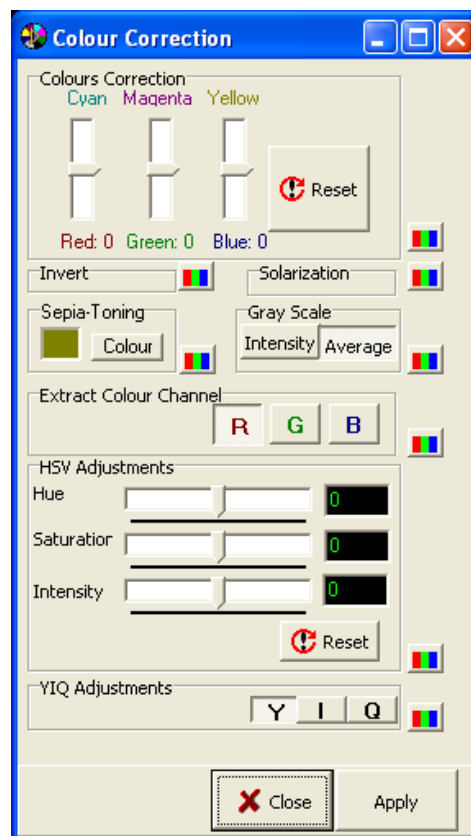 Colour Correction
Colours Correction
Cyan Magenta Yellow
Reset
Red: 0 Green: 0 Blue: 0
Invert
Solarization
Sepia-Toning
Gray Scale
Colour
Intensity Average
Extract Colour Channel
R G B
HSV Adjustments
Hue 0
Saturatior 0
Intensity 0
Reset
YIQ Adjustments
Y I Q
Close Apply